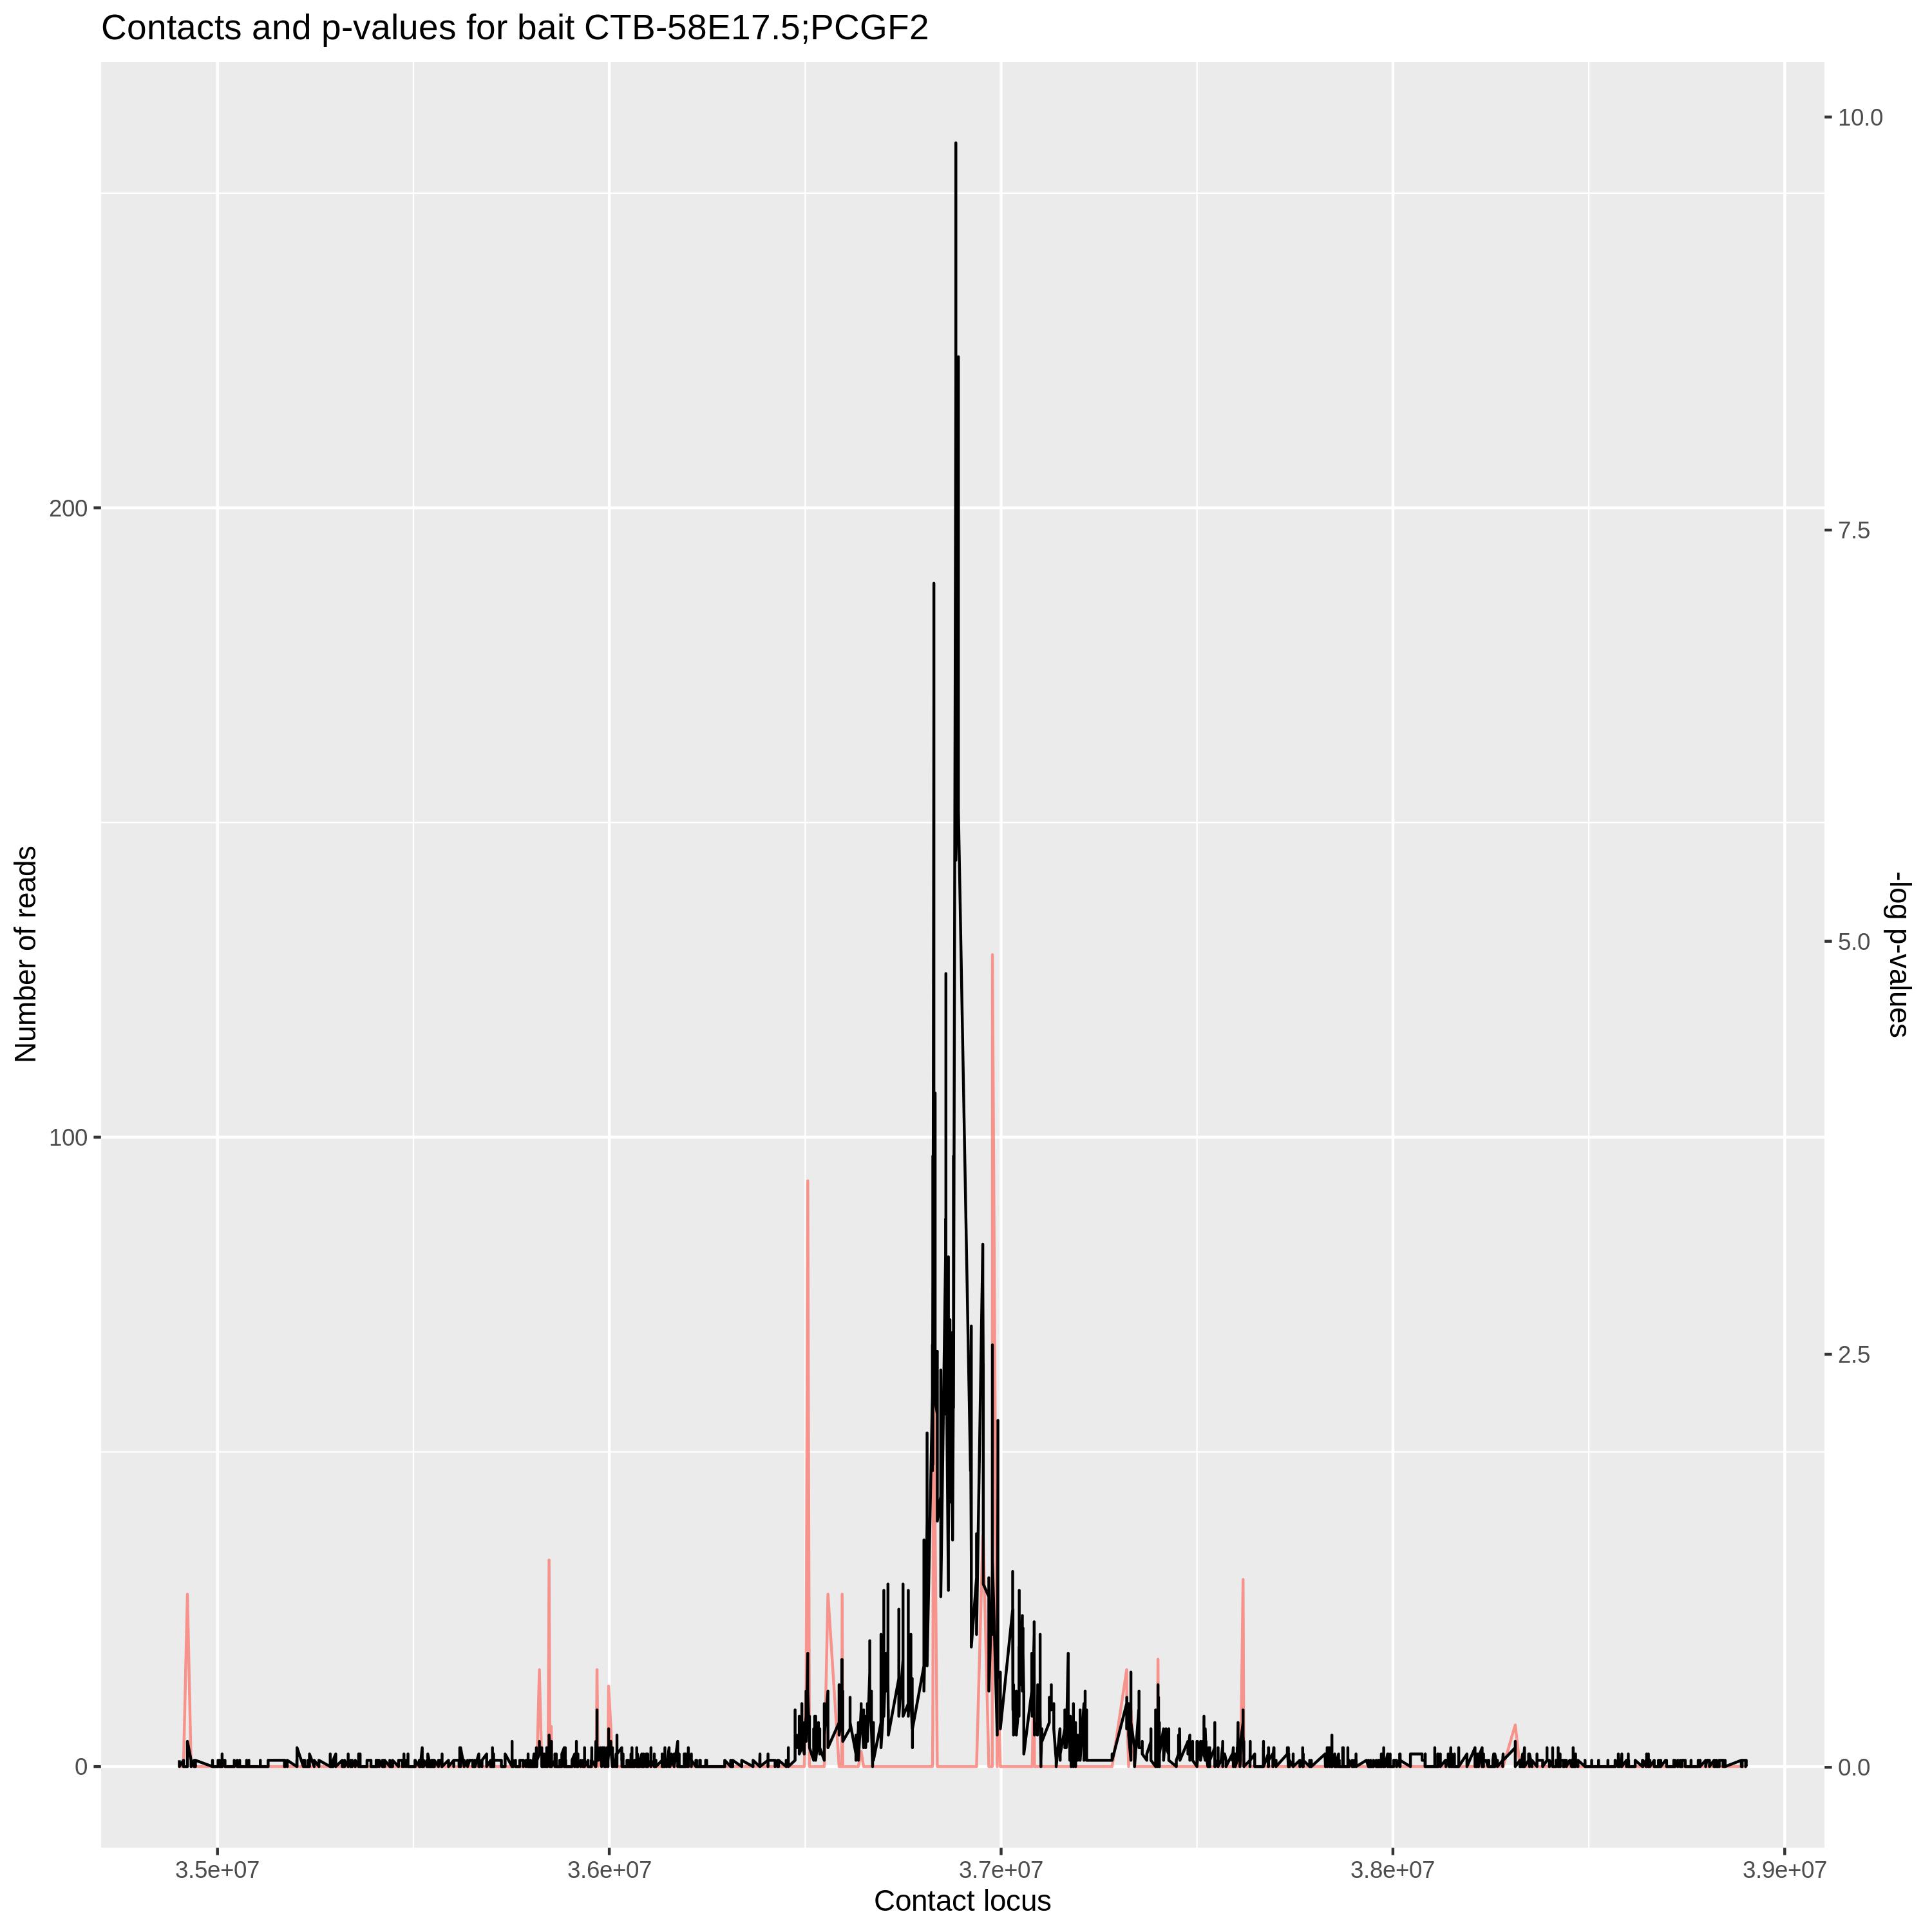 Contacts and p-values for bait CTB-58E17.5;PCGF2
Number of reads
200
100
0
10.0
7.5
5.0
2.5
0.0
-log p-values
3.5e+07 3.6e+07 3.7e+07 3.8e+07 3.9e+07
Contact locus